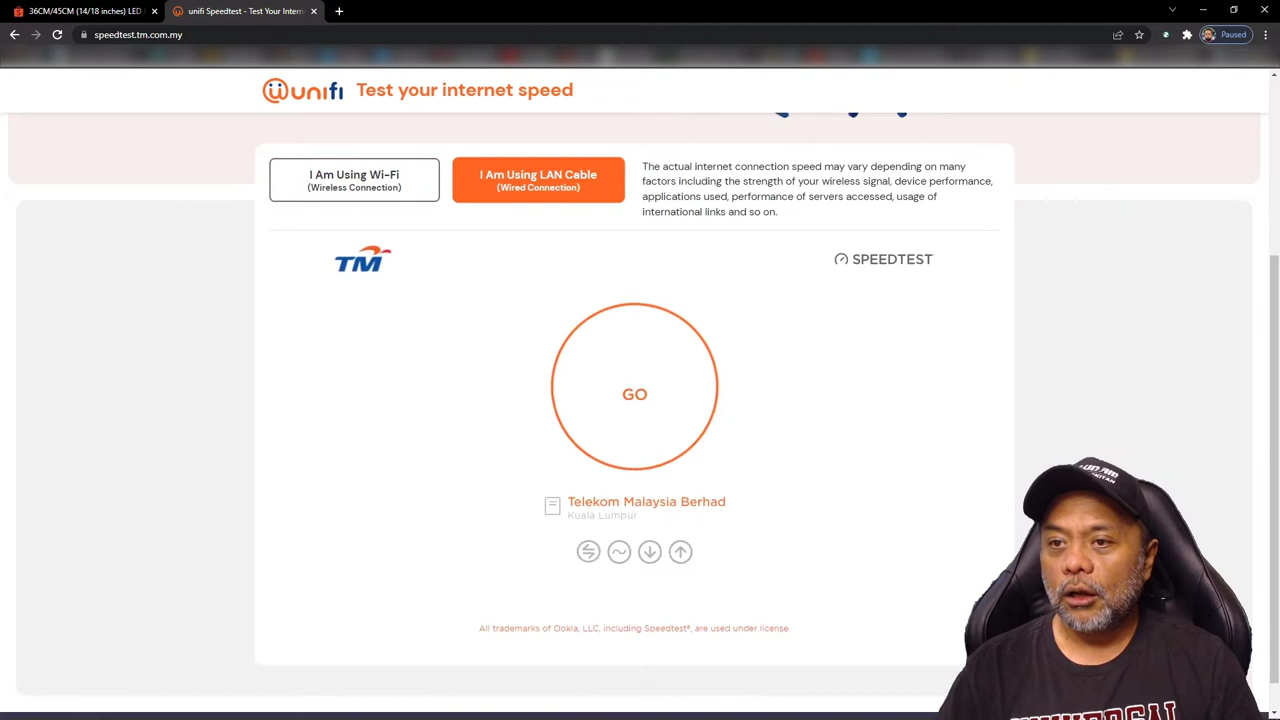 36CM/45CM (14/18 inches) LED
unifi Speedtest - Test Your Intern
speedtest.tm.com.my
Paused
unifi
Test your internet speed
I Am Using Wi-Fi
(Wireless Connection)
I Am Using LAN Cable
(Wired Connection)
The actual internet connection speed may vary depending on many
factors including the strength of your wireless signal, device performance,
applications used, performance of servers accessed, usage of
international links and so on.
TM
SPEEDTEST
GO
Telekom Malaysia Berhad
Kuala Lumpur
All trademarks of Ookla, LLC, including Speedtest®, are used under license.